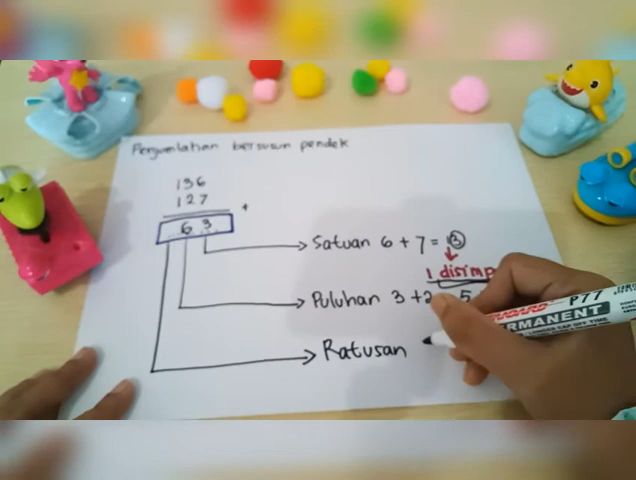 Penjumlahan bersusun pendek
136
127
+
63
Satuan 6 + 7 = 13
1 disimp
Puluhan 3 + 2 5
Ratusan
P77
PERMANENT